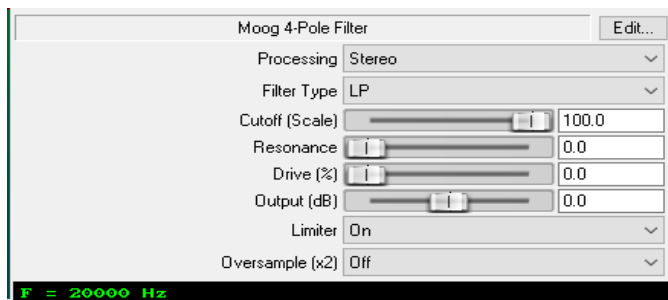 Moog 4-Pole Filter Edit...
Processing Stereo
Filter Type LP
Cutoff (Scale) 100.0
Resonance 0.0
Drive (%) 0.0
Output (dB) 0.0
Limiter On
Oversample (x2) Off
F = 20000 Hz